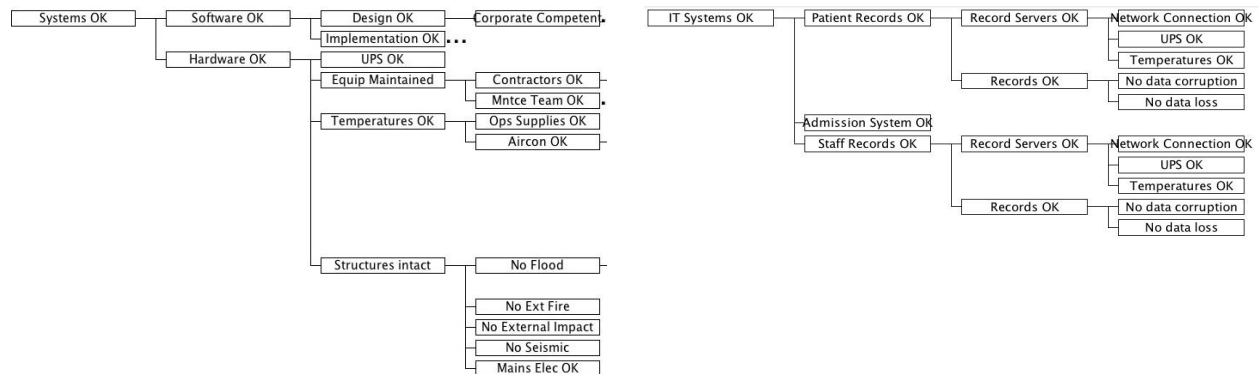 Systems OK
Software OK
Design OK
Corporate Competent.
Implementation OK ...
Hardware OK
UPS OK
Equip Maintained
Contractors OK
Mntce Team OK
Temperatures OK
Ops Supplies OK
Aircon OK
Structures intact
No Flood
No Ext Fire
No External Impact
No Seismic
Mains Elec OK
IT Systems OK
Patient Records OK
Record Servers OK
Network Connection OK
UPS OK
Temperatures OK
Records OK
No data corruption
No data loss
Admission System OK
Staff Records OK
Record Servers OK
Network Connection OK
UPS OK
Temperatures OK
Records OK
No data corruption
No data loss